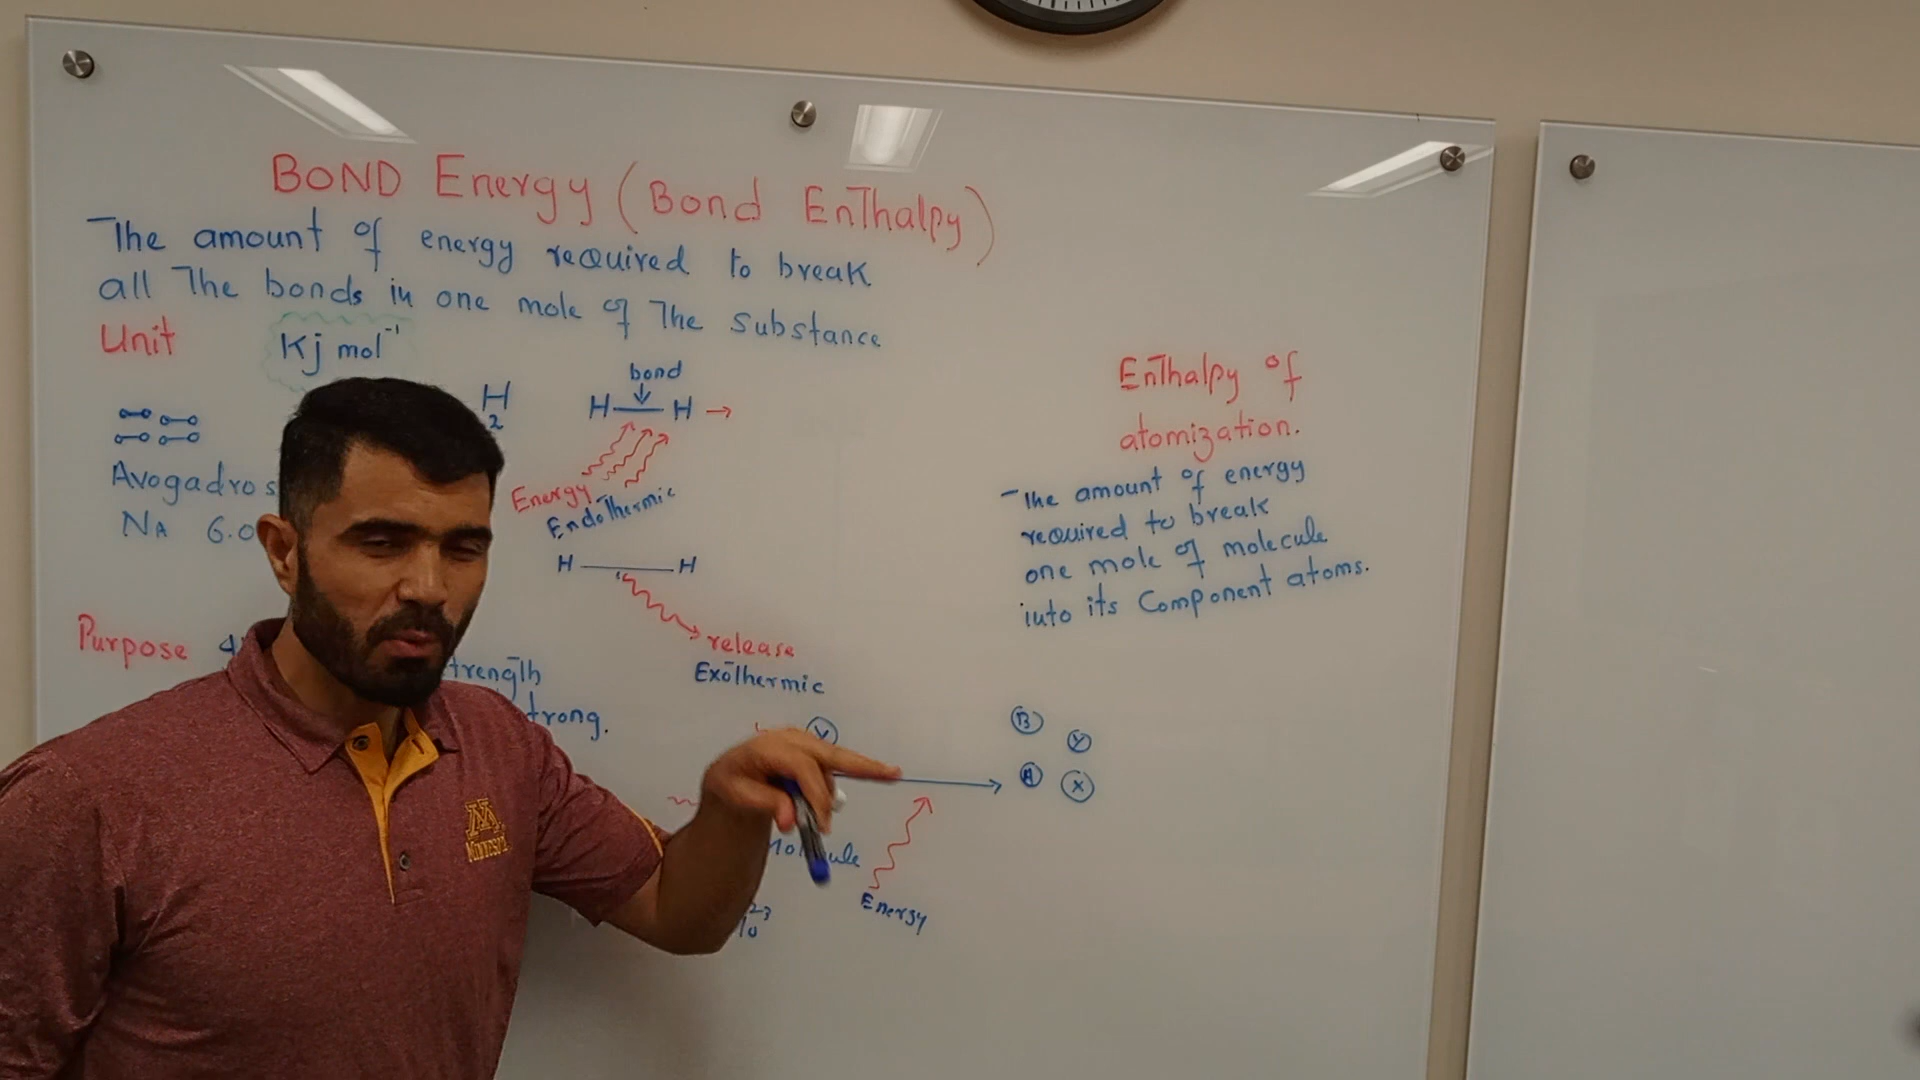 BOND Energy (Bond Enthalpy)
The amount of energy required to break
all The bonds in one mole of The substance
Unit Kj mol⁻¹
bond
H₂ H—H →
Avogadros
NA 6.0
Energy
Endothermic
H—H
release
Exothermic
Purpose
trength
trong.
Enthalpy of
atomization.
The amount of energy
required to break
one mole of molecule
into its Component atoms.
Y
B Y
A X
Energy
M
MINNESOTA